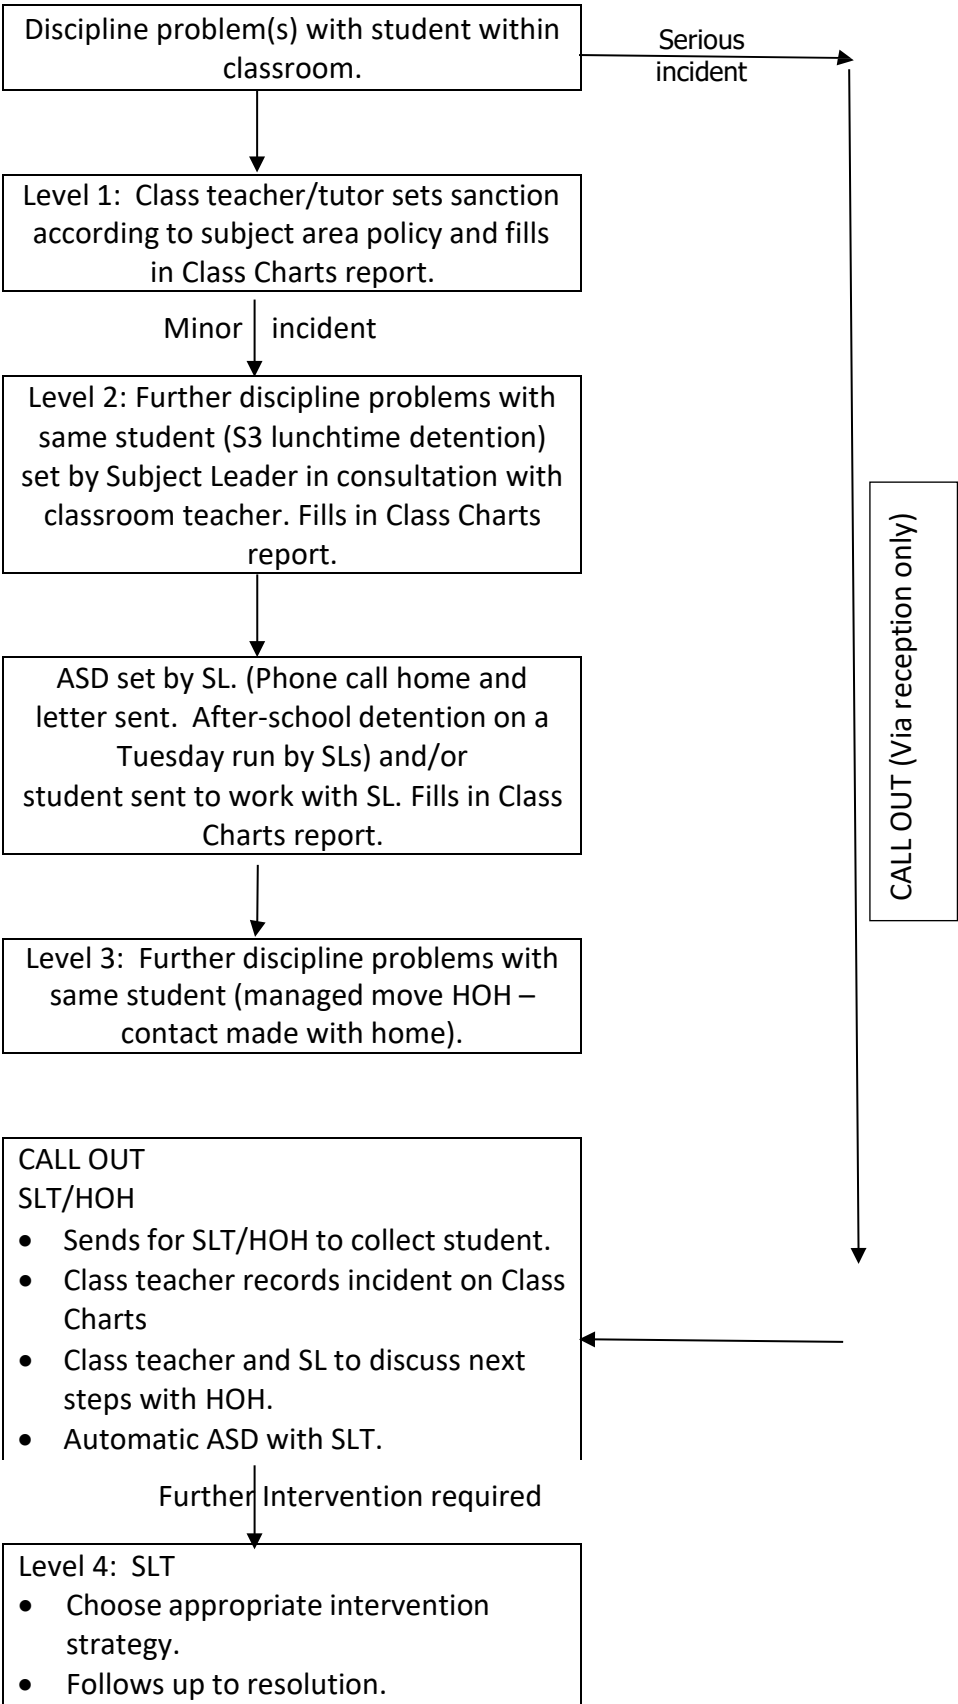 Discipline problem(s) with student within
classroom.
Serious
incident
Level 1:  Class teacher/tutor sets sanction
according to subject area policy and fills
in Class Charts report.
Minor incident
Level 2: Further discipline problems with
same student (S3 lunchtime detention)
set by Subject Leader in consultation with
classroom teacher. Fills in Class Charts
report.
ASD set by SL. (Phone call home and
letter sent.  After-school detention on a
Tuesday run by SLs) and/or
student sent to work with SL. Fills in Class
Charts report.
CALL OUT (Via reception only)
Level 3:  Further discipline problems with
same student (managed move HOH –
contact made with home).
CALL OUT
SLT/HOH
• Sends for SLT/HOH to collect student.
• Class teacher records incident on Class
Charts
• Class teacher and SL to discuss next
steps with HOH.
• Automatic ASD with SLT.
Further Intervention required
Level 4:  SLT
• Choose appropriate intervention
strategy.
• Follows up to resolution.